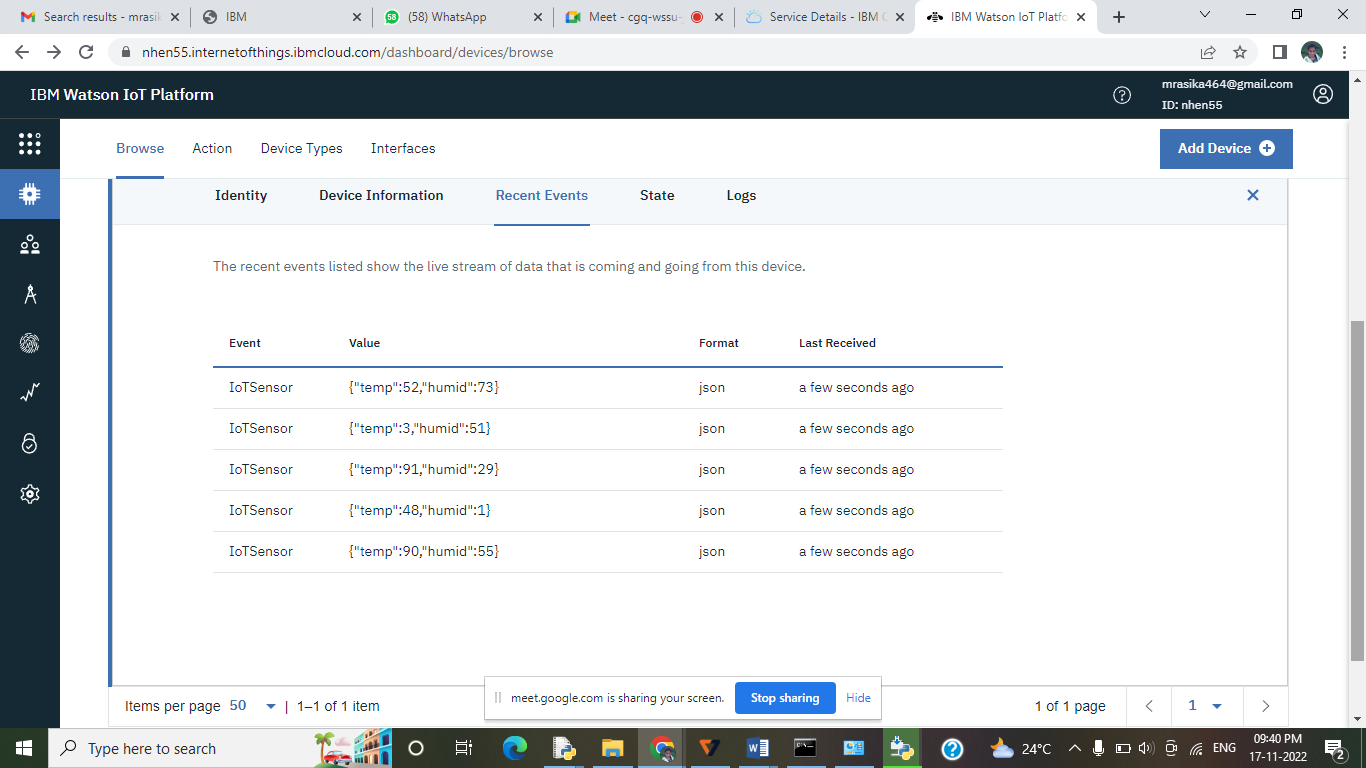 Search results - mrasik
IBM
58
(58) WhatsApp
Meet - cgq-wssu-
Service Details - IBM C
IBM Watson IoT Platfo
nhen55.internetofthings.ibmcloud.com/dashboard/devices/browse
IBM Watson IoT Platform
mrasika464@gmail.com
ID: nhen55
Browse Action Device Types Interfaces
Add Device
Identity Device Information Recent Events State Logs
The recent events listed show the live stream of data that is coming and going from this device.
Event Value Format Last Received
IoTSensor {"temp":52,"humid":73} json a few seconds ago
IoTSensor {"temp":3,"humid":51} json a few seconds ago
IoTSensor {"temp":91,"humid":29} json a few seconds ago
IoTSensor {"temp":48,"humid":1} json a few seconds ago
IoTSensor {"temp":90,"humid":55} json a few seconds ago
Items per page 50 | 1–1 of 1 item
meet.google.com is sharing your screen. Stop sharing Hide
1 of 1 page 1
Type here to search
24°C
ENG
09:40 PM
17-11-2022
2